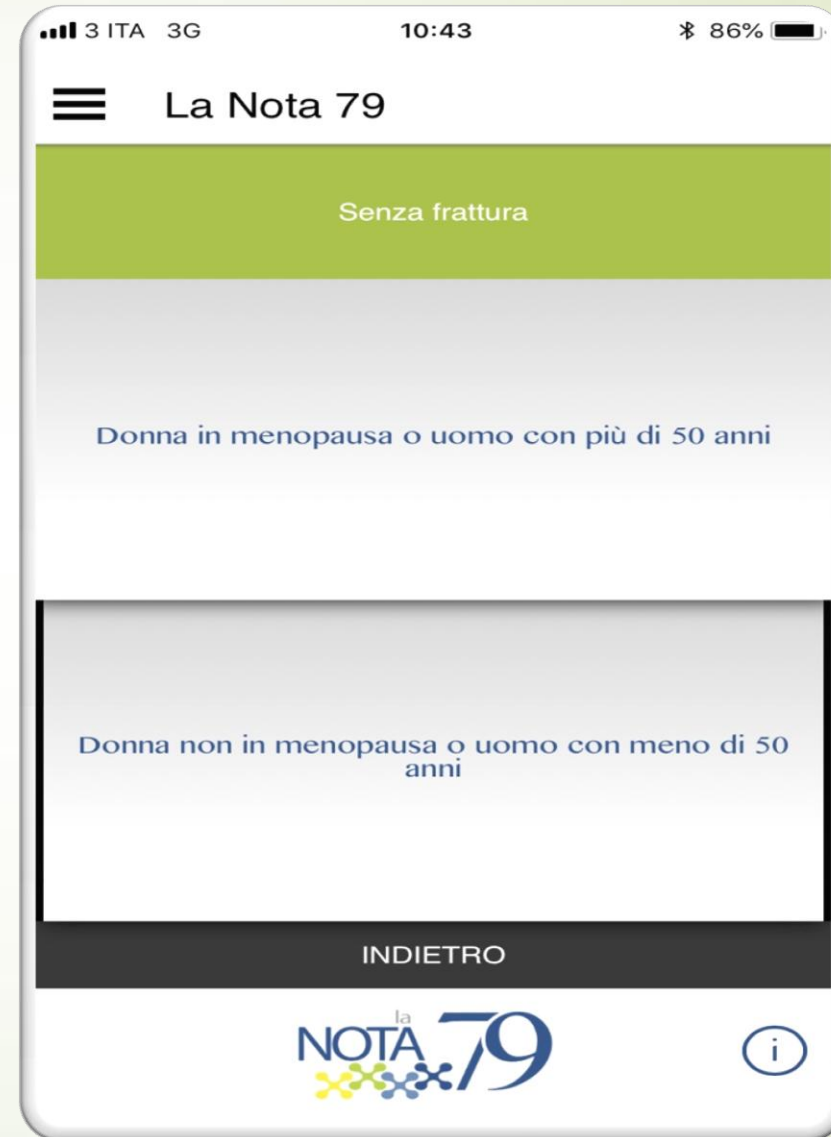 3 ITA 3G 10:43 86%
La Nota 79
Senza frattura
Donna in menopausa o uomo con più di 50 anni
Donna non in menopausa o uomo con meno di 50
anni
INDIETRO
la
NOTA 79
i